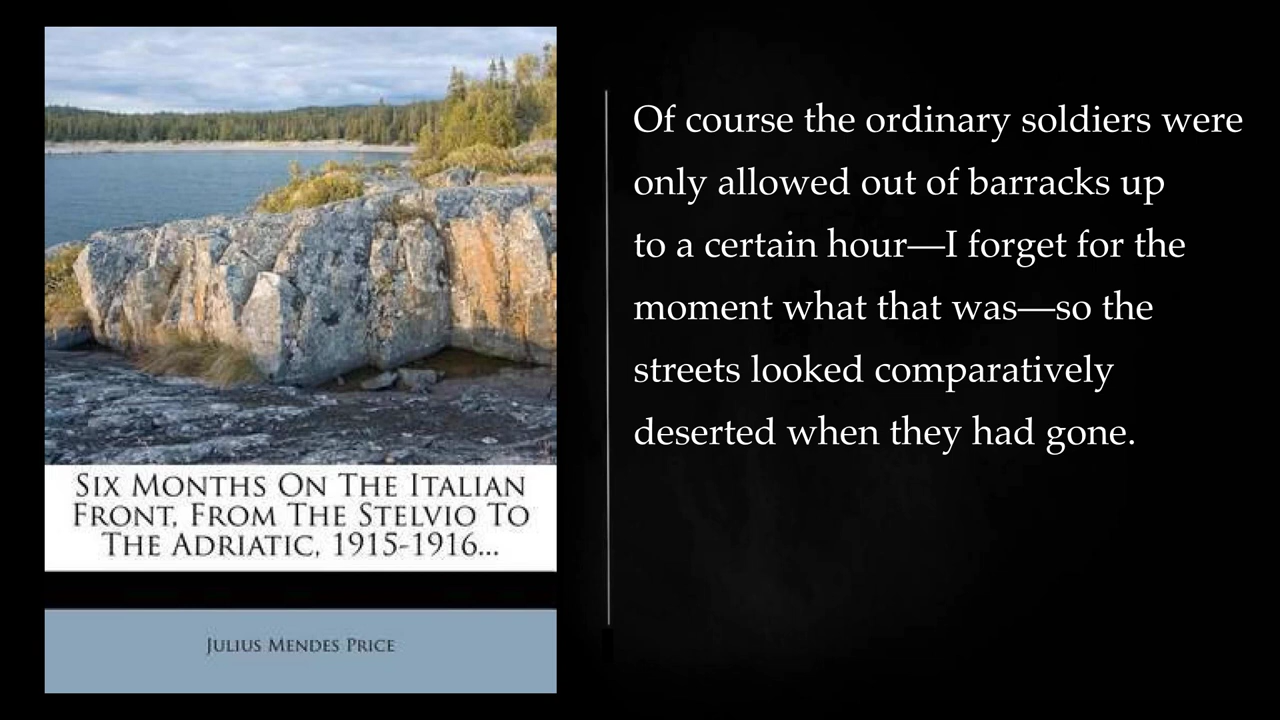 Of course the ordinary soldiers were
only allowed out of barracks up
to a certain hour—I forget for the
moment what that was—so the
streets looked comparatively
deserted when they had gone.
Six Months On The Italian
Front, From The Stelvio To
The Adriatic, 1915-1916...
Julius Mendes Price